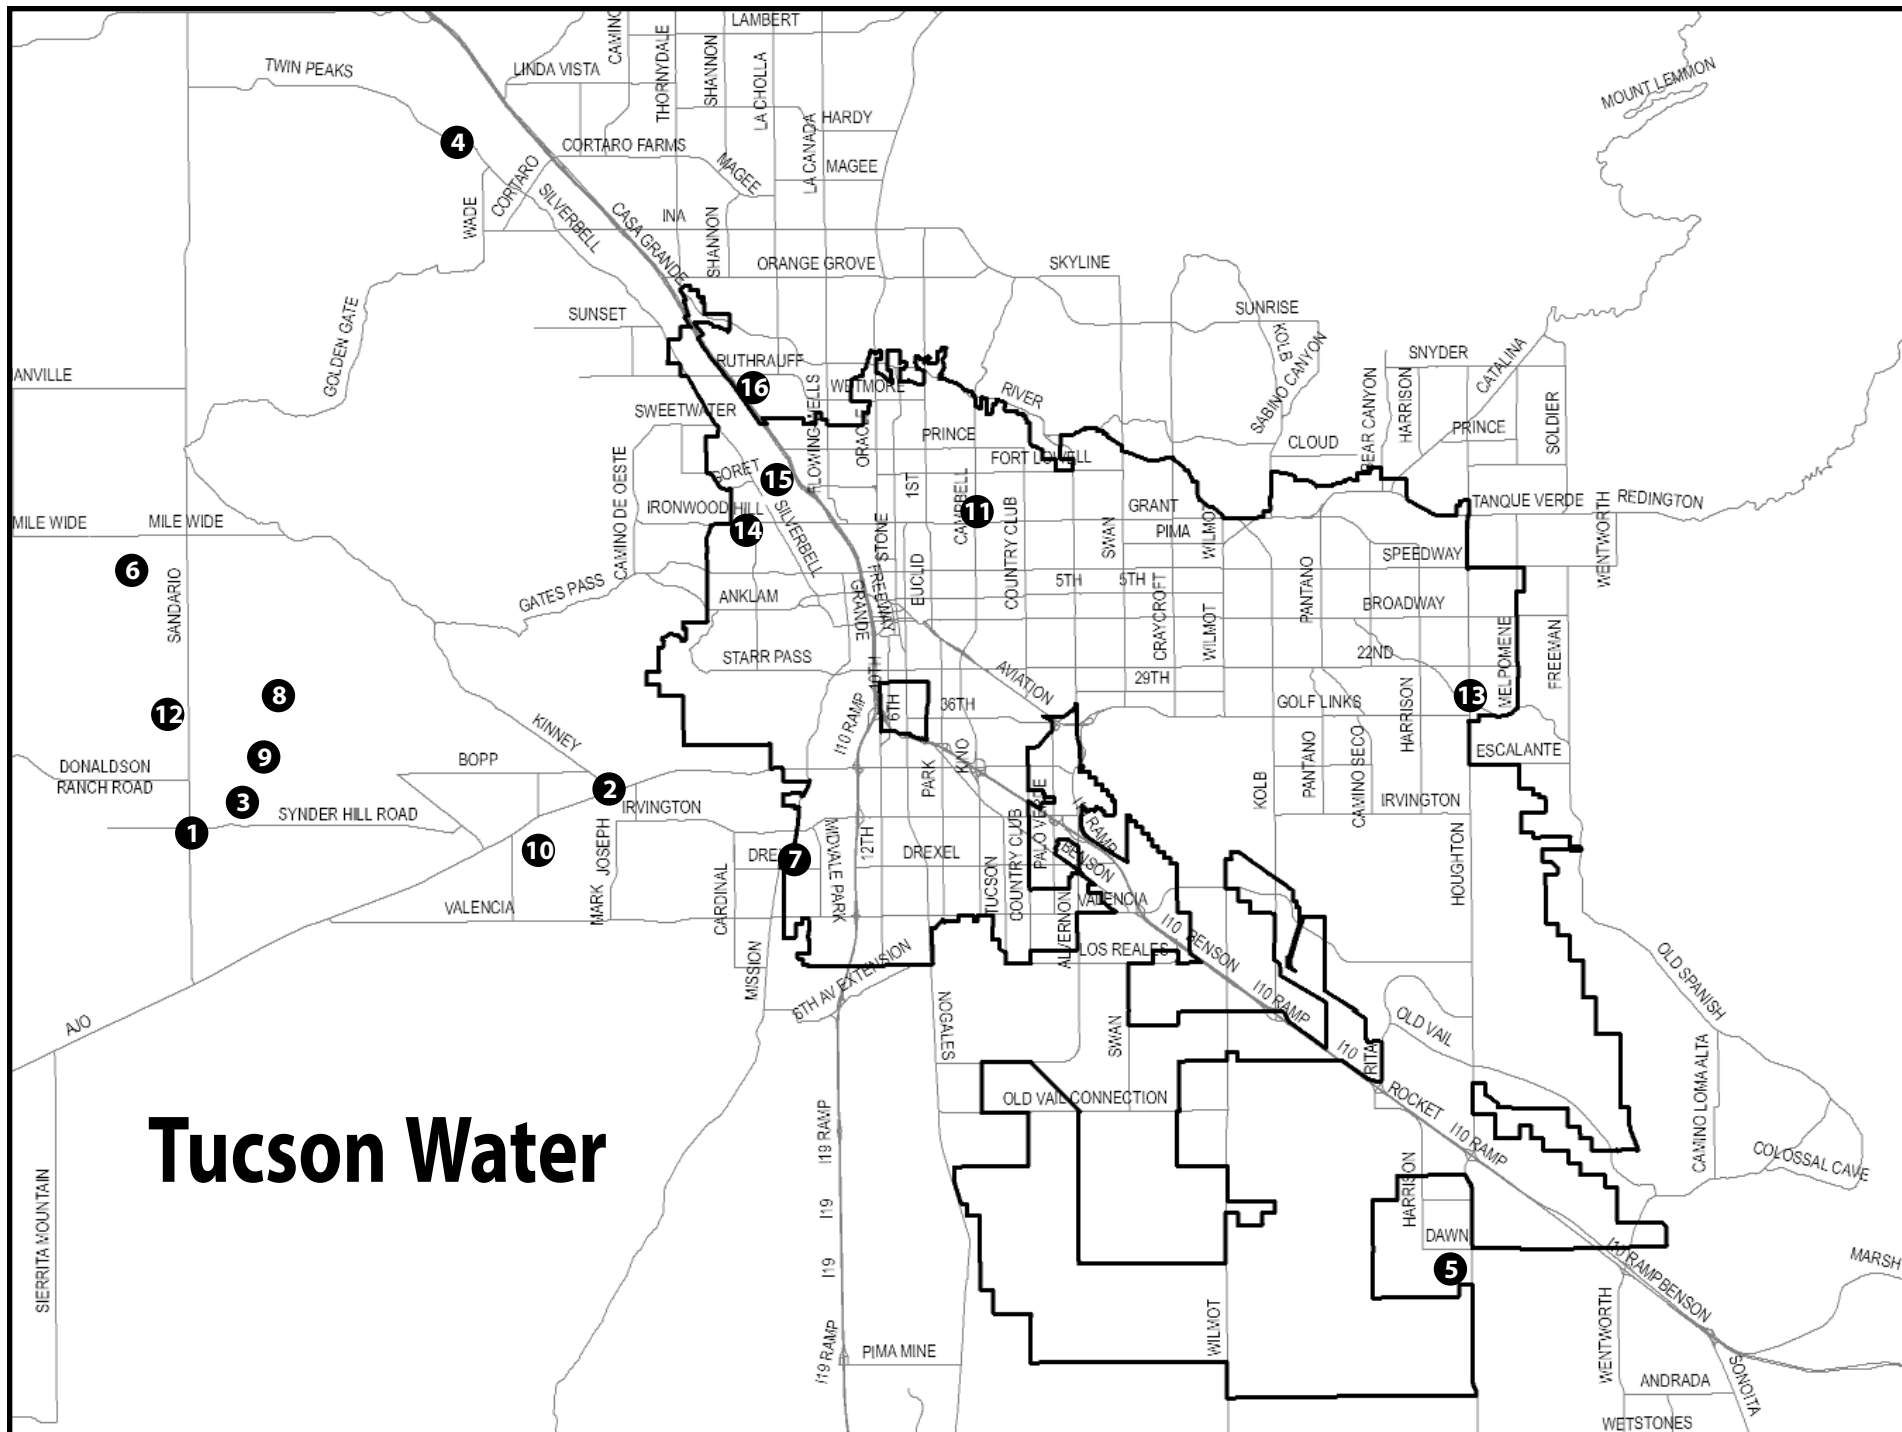 LAMBERT
CAMINO
THORNYDALE
SHANNON
LA CHOLLA
TWIN PEAKS
LINDA VISTA
MOUNT LEMMON
LA CANADA
HARDY
4
CORTARO FARMS
MAGEE
MAGEE
CORTARO
WADE
SILVERBELL
CASA GRANDE
INA
SHANNON
ORANGE GROVE
SKYLINE
GOLDEN GATE
SUNSET
SUNRISE
KOLB
SABINO CANYON
RUTHRAUFF
SNYDER
CATALINA
ANVILLE
16
WETMORE
RIVER
BEAR CANYON
HARRISON
SOLDIER
SWEETWATER
FLOWING WELLS
ORACLE
PRINCE
CLOUD
PRINCE
CAMINO DE OESTE
GORET
15
1ST
FORT LOWELL
CAMPBELL
11
COUNTRY CLUB
GRANT
TANQUE VERDE
REDINGTON
WENTWORTH
IRONWOOD HILL
14
SILVERBELL
MILE WIDE
MILE WIDE
STONE
SWAN
PIMA
WILMOT
SPEEDWAY
6
SANDARIO
GATES PASS
ANKLAM
GRANDE
FREEWAY
EUCLID
5TH
5TH
CRAYCROFT
WILMOT
PANTANO
BROADWAY
STARR PASS
22ND
MELPOMENE
FREEMAN
10TH
AVIATION
29TH
8
12
13
6TH
36TH
GOLF LINKS
HARRISON
I10 RAMP
KINNEY
BOPP
9
KINO
ESCALANTE
DONALDSON
RANCH ROAD
2
PARK
PALO VERDE
KOLB
PANTANO
CAMINO SECO
IRVINGTON
3
SYNDER HILL ROAD
IRVINGTON
I10 RAMP
1
10
JOSEPH
MARK
7
MIDVALE PARK
12TH
DREXEL
TUCSON
COUNTRY CLUB
BENSON
HOUGHTON
CARDINAL
VALENCIA
VALENCIA
ALVERNON
LOS REALES
I10
BENSON
MISSION
6TH AV EXTENSION
I10 RAMP
OLD SPANISH
AJO
NOGALES
SWAN
I10
RITA
OLD VAIL
CAMINO LOMA ALTA
OLD VAIL CONNECTION
ROCKET
I10 RAMP
Tucson Water
I19 RAMP
COLOSSAL CAVE
SIERRITA MOUNTAIN
I19
HARRISON
DAWN
I19
5
I10 RAMP
BENSON
MARSH
WILMOT
WENTWORTH
I19 RAMP
PIMA MINE
ANDRADA
SONOITA
WETSTONES